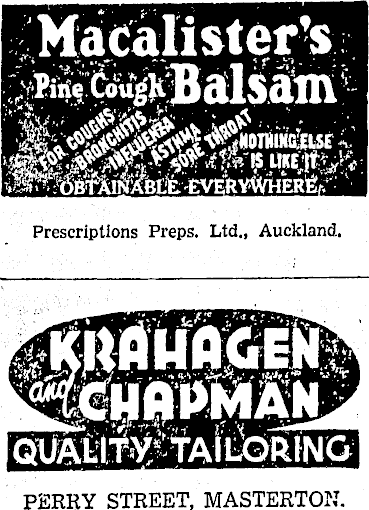 Macalister's
Pine Cough Balsam
FOR COUGHS
BRONCHITIS
INFLUENZA
ASTHMA
SORE THROAT
NOTHING ELSE
IS LIKE IT
OBTAINABLE EVERYWHERE.
Prescriptions Preps. Ltd., Auckland.
KRAHAGEN
and CHAPMAN
QUALITY TAILORING
PERRY STREET, MASTERTON.